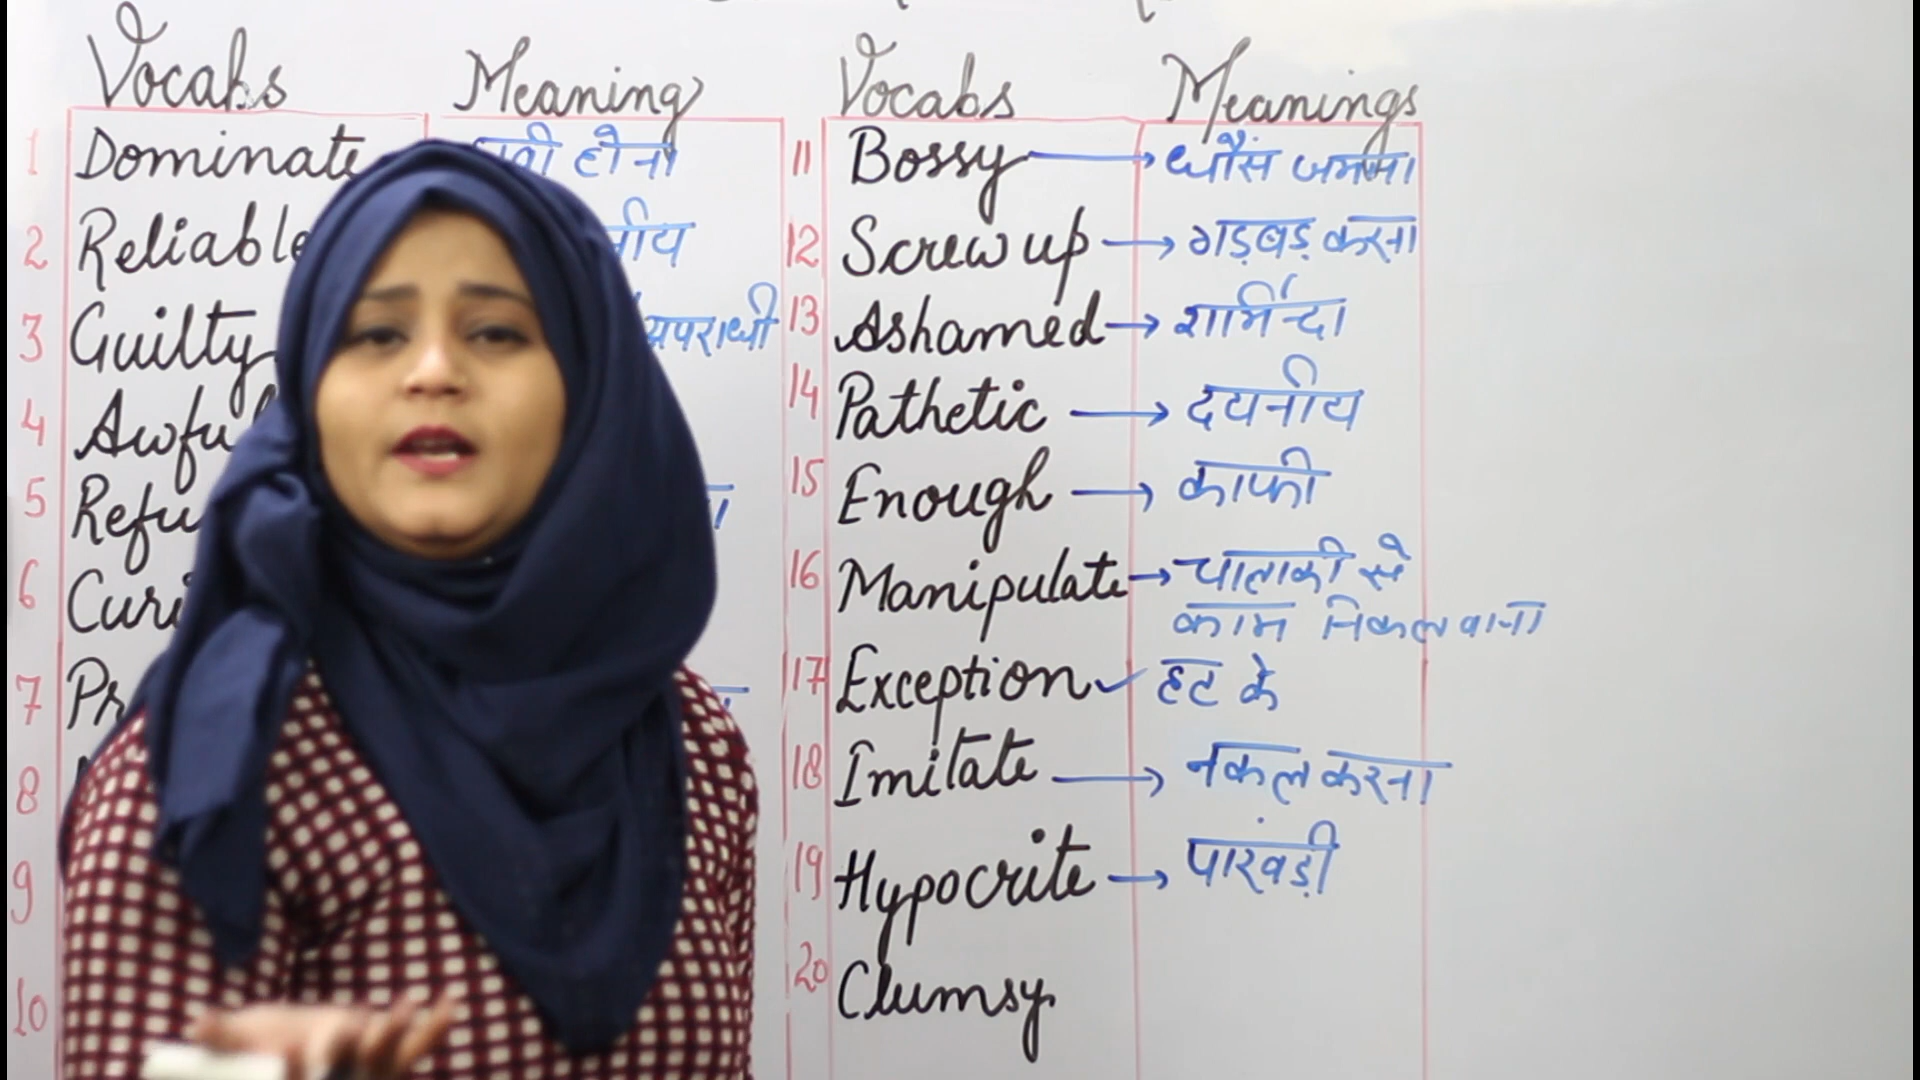 Vocabs Meaning Vocabs Meanings
1 Dominate होना
2 Reliable
3 Guilty अपराधी
4
5
6
7
8
9
10
11 Bossy → धौंस जमाना
12 Screw up → गड़बड़ करना
13 Ashamed → शर्मिन्दा
14 Pathetic → दयनीय
15 Enough → काफी
16 Manipulate → चालाकी से
काम निकलवाना
17 Exception हट के
18 Imitate → नकल करना
19 Hypocrite → पाखंड़ी
20 Clumsy